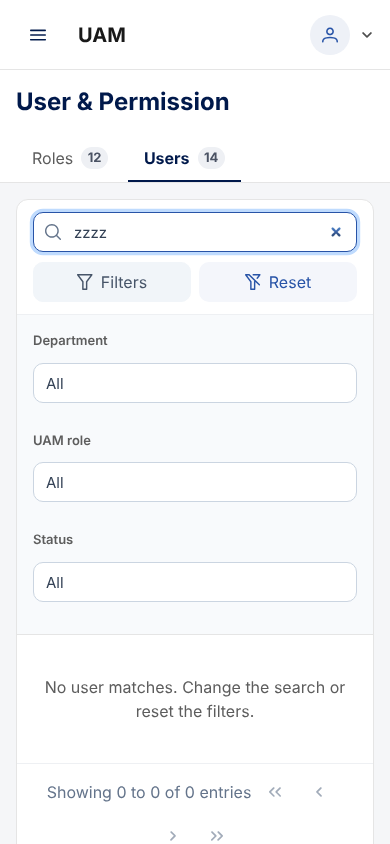 UAM
User & Permission
Roles 12 Users 14
zzzz
Filters Reset
Department
All
UAM role
All
Status
All
No user matches. Change the search or
reset the filters.
Showing 0 to 0 of 0 entries